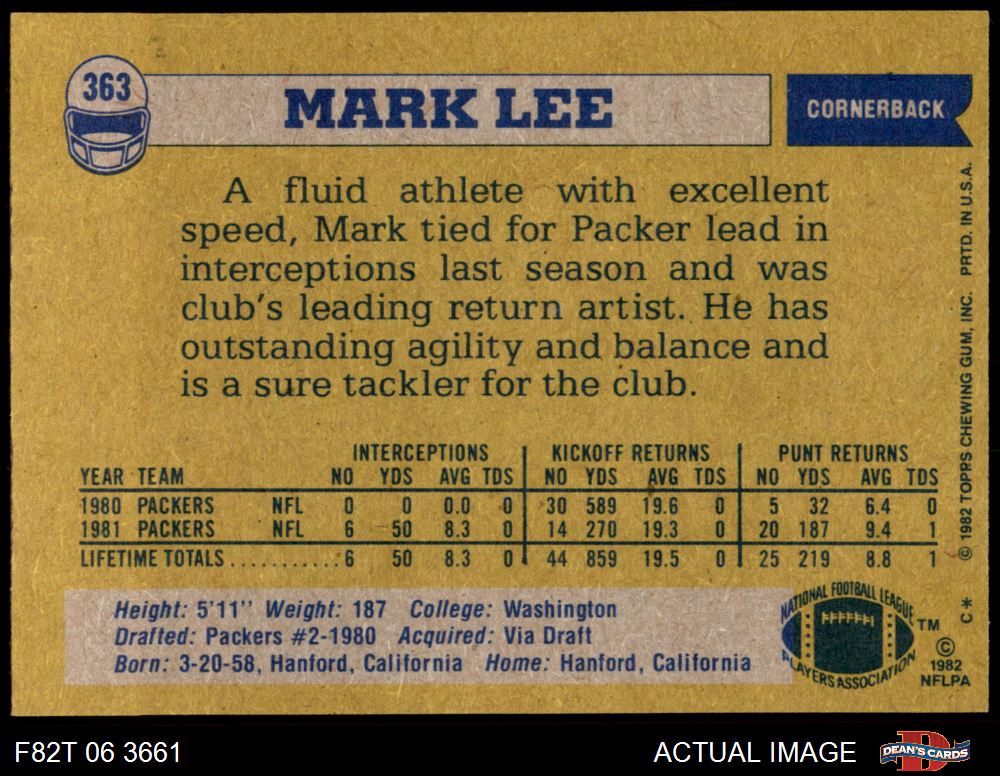 363
MARK LEE
CORNERBACK
A fluid athlete with excellent
speed, Mark tied for Packer lead in
interceptions last season and was
club's leading return artist. He has
outstanding agility and balance and
is a sure tackler for the club.
INTERCEPTIONS KICKOFF RETURNS PUNT RETURNS
YEAR TEAM NO YDS AVG TDS NO YDS AVG TDS NO YDS AVG TDS
1980 PACKERS NFL 0 0 0.0 0 30 589 19.6 0 5 32 6.4 0
1981 PACKERS NFL 6 50 8.3 0 14 270 19.3 0 20 187 9.4 1
LIFETIME TOTALS...........6 50 8.3 0 44 859 19.5 0 25 219 8.8 1
Height: 5'11" Weight: 187 College: Washington
Drafted: Packers #2-1980 Acquired: Via Draft
Born: 3-20-58, Hanford, California Home: Hanford, California
NATIONAL FOOTBALL LEAGUE
PLAYERS ASSOCIATION
TM
©
1982
NFLPA
© 1982 TOPPS CHEWING GUM, INC. PRTD. IN U.S.A.
C *
F82T 06 3661
ACTUAL IMAGE
D
DEAN'S CARDS